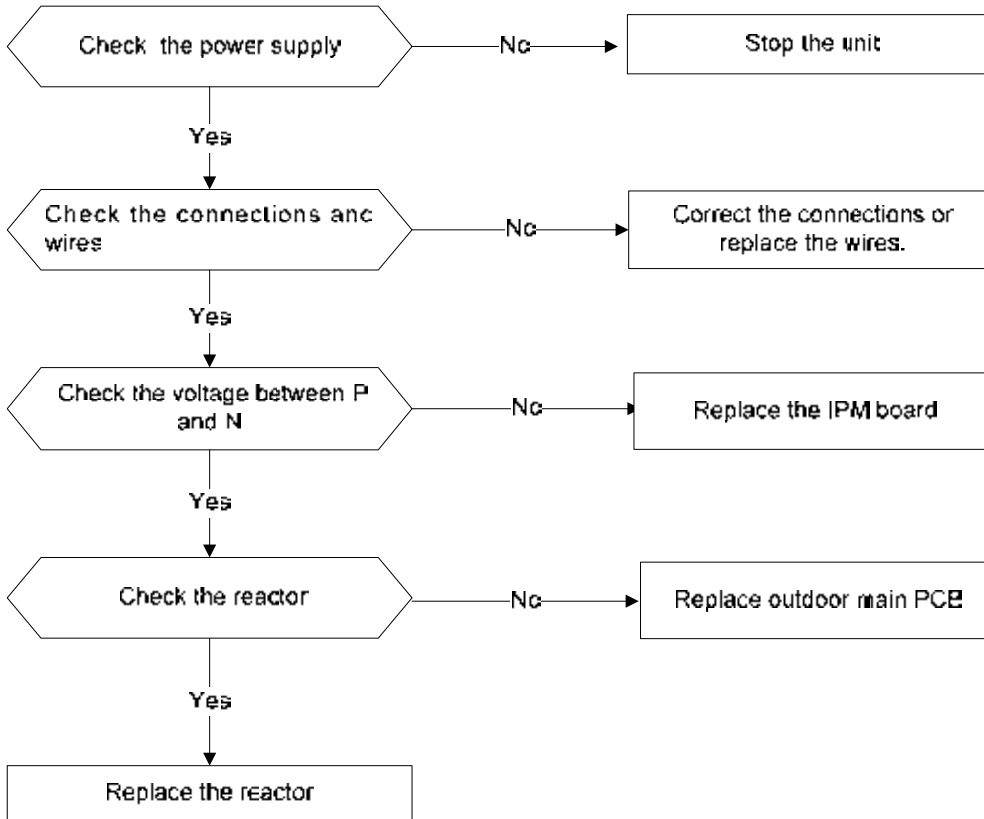 Check the power supply
No
Stop the unit
Yes
Check the connections and
wires
No
Correct the connections or
replace the wires.
Yes
Check the voltage between P
and N
No
Replace the IPM board
Yes
Check the reactor
No
Replace outdoor main PCB
Yes
Replace the reactor